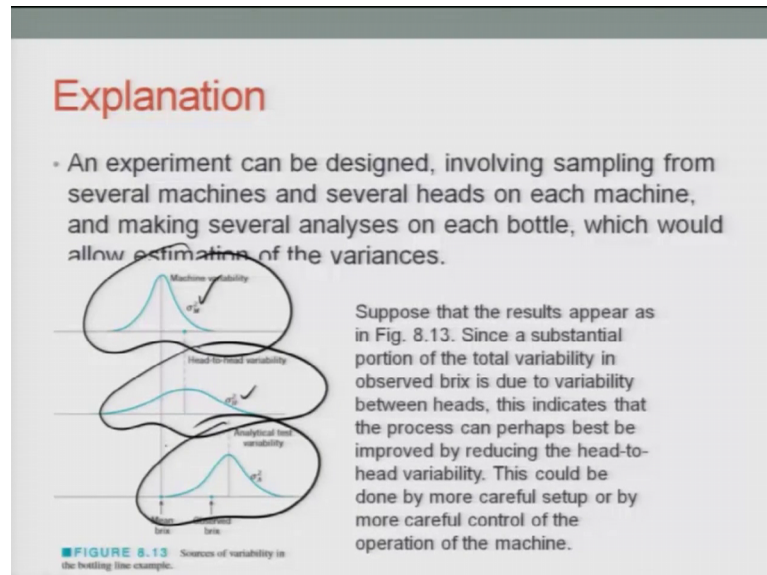 Explanation
• An experiment can be designed, involving sampling from
several machines and several heads on each machine,
and making several analyses on each bottle, which would
allow estimation of the variances.
Machine variability
Head-to-head variability
Analytical test
variability
Mean
brix
Observed
brix
■FIGURE 8.13 Sources of variability in
the bottling line example.
Suppose that the results appear as
in Fig. 8.13. Since a substantial
portion of the total variability in
observed brix is due to variability
between heads, this indicates that
the process can perhaps best be
improved by reducing the head-to-
head variability. This could be
done by more careful setup or by
more careful control of the
operation of the machine.